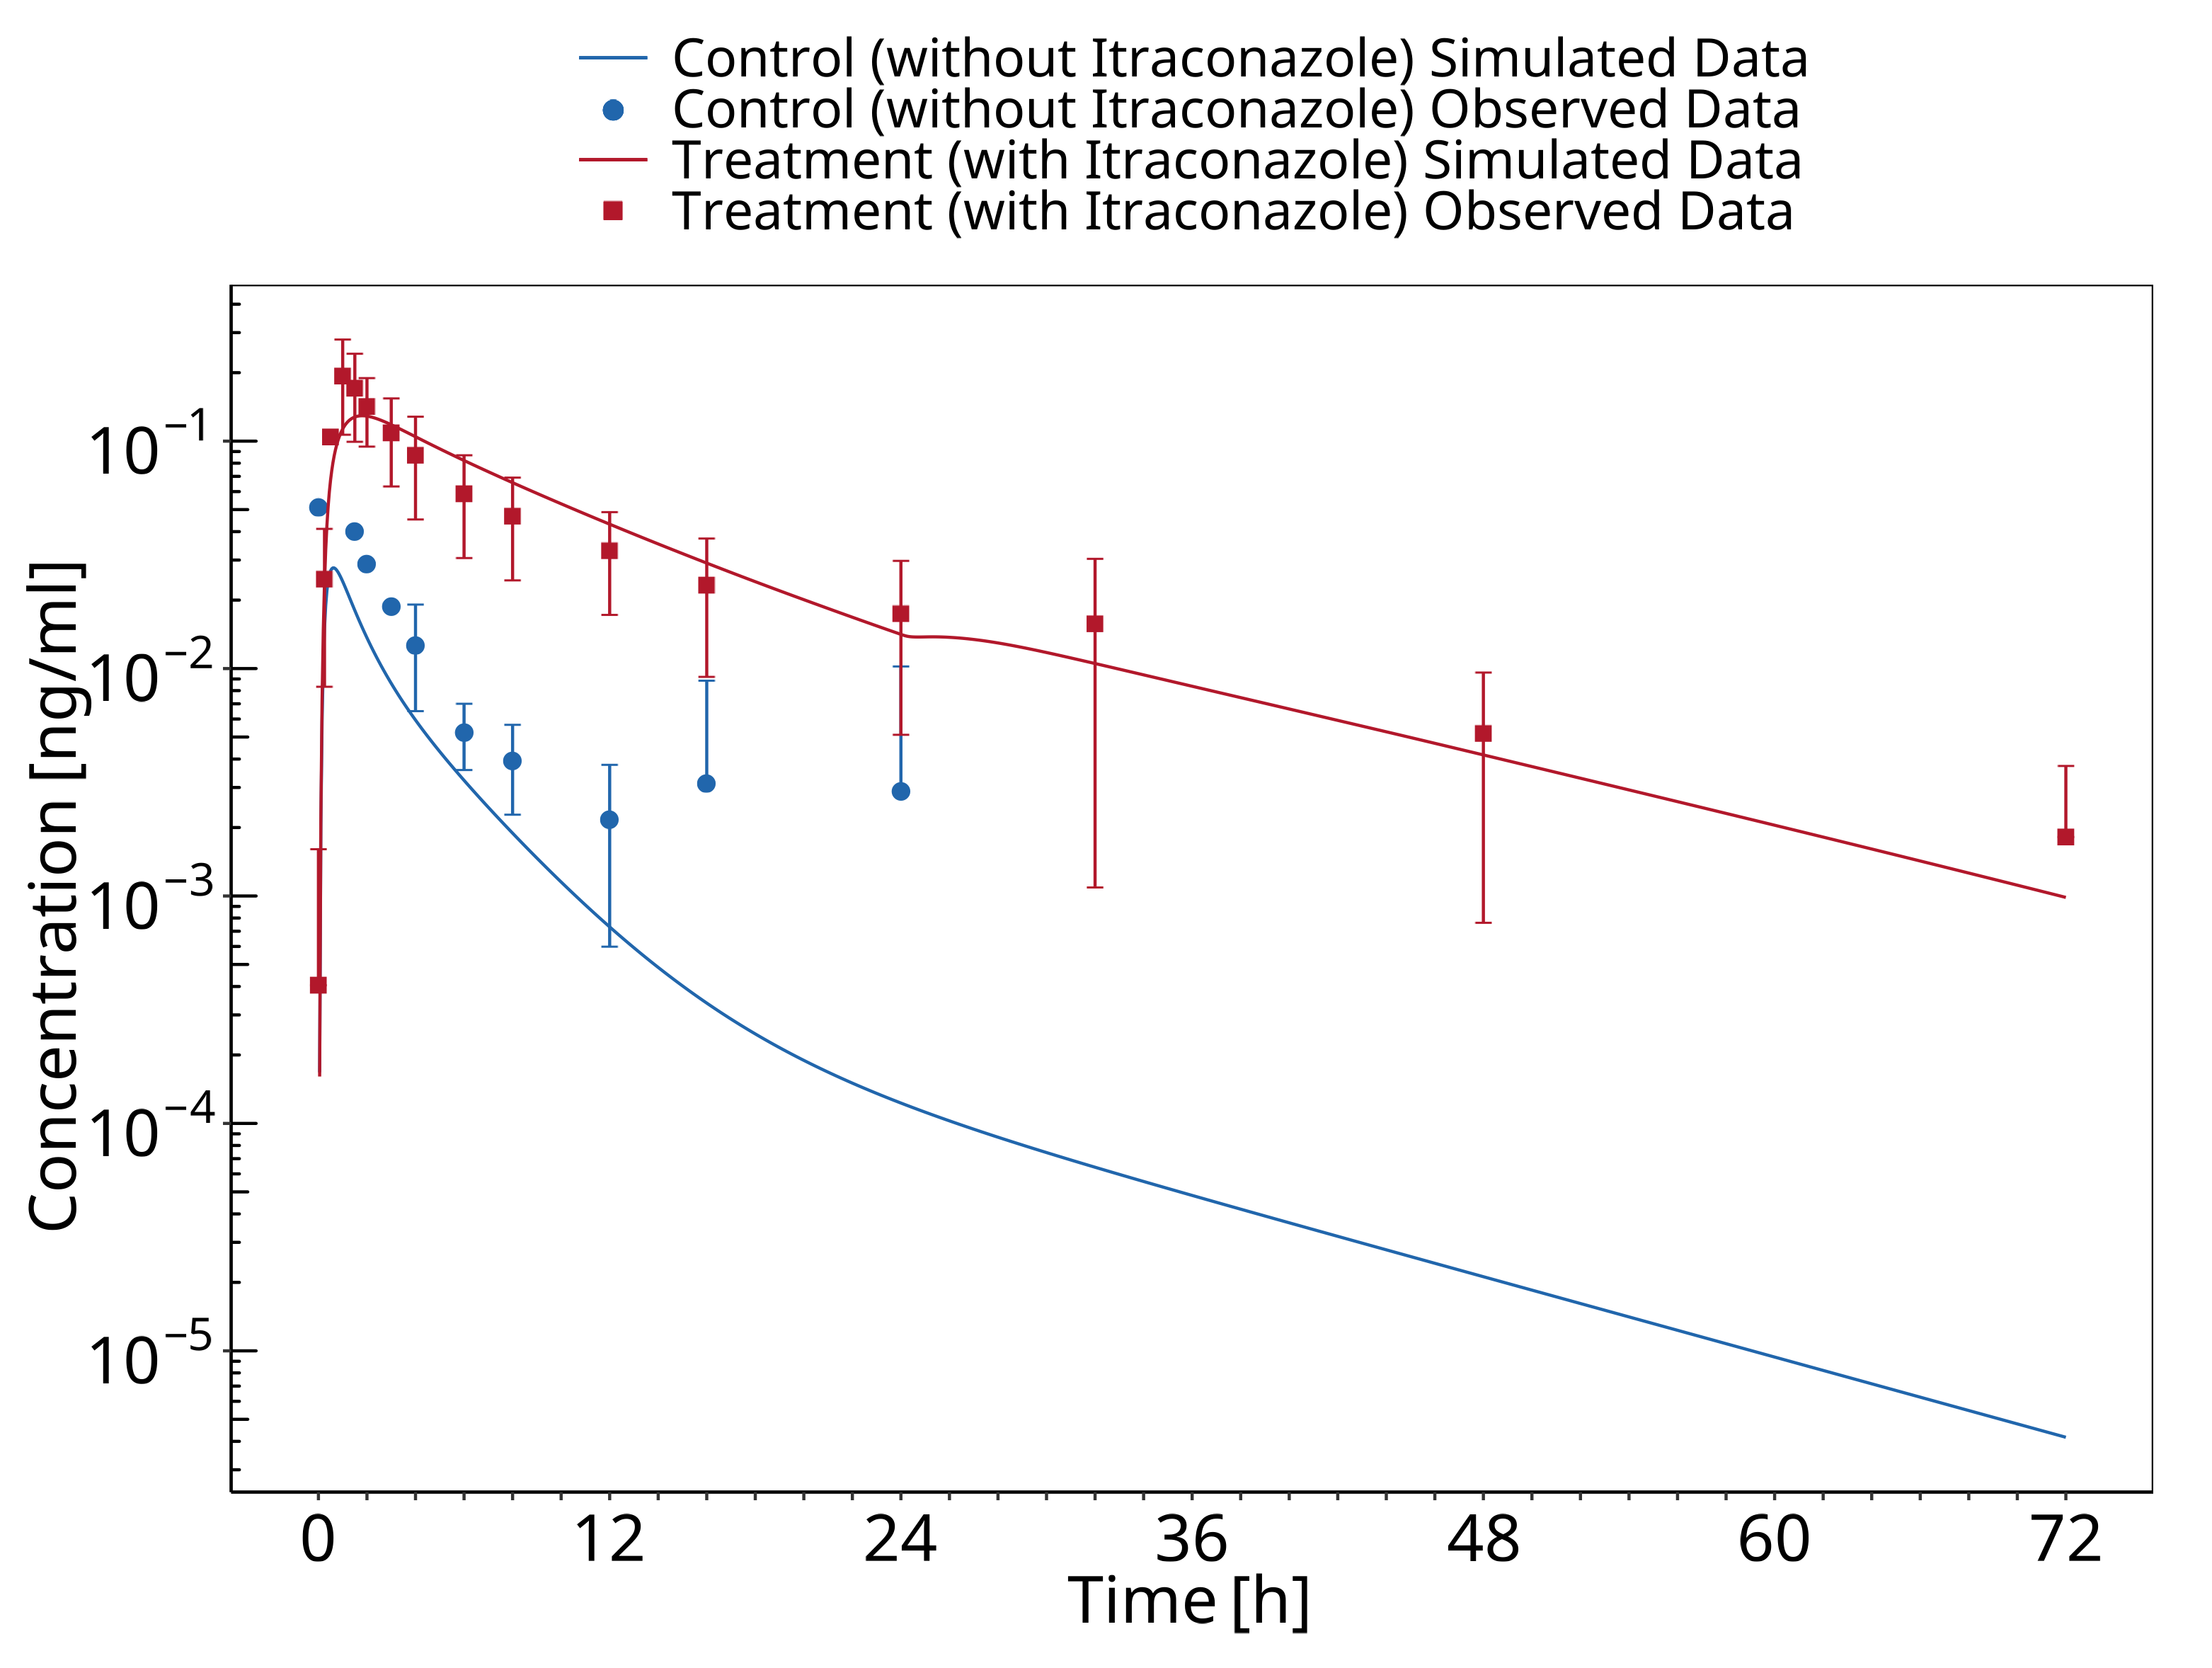 Control (without Itraconazole) Simulated Data
Control (without Itraconazole) Observed Data
Treatment (with Itraconazole) Simulated Data
Treatment (with Itraconazole) Observed Data
Concentration [ng/ml]
10⁻¹
10⁻²
10⁻³
10⁻⁴
10⁻⁵
0 12 24 36 48 60 72
Time [h]